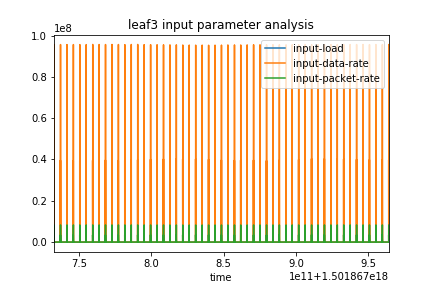 leaf3 input parameter analysis
1e8
input-load
input-data-rate
input-packet-rate
1.0
0.8
0.6
0.4
0.2
0.0
7.5 8.0 8.5 9.0 9.5
time
1e11+1.501867e18